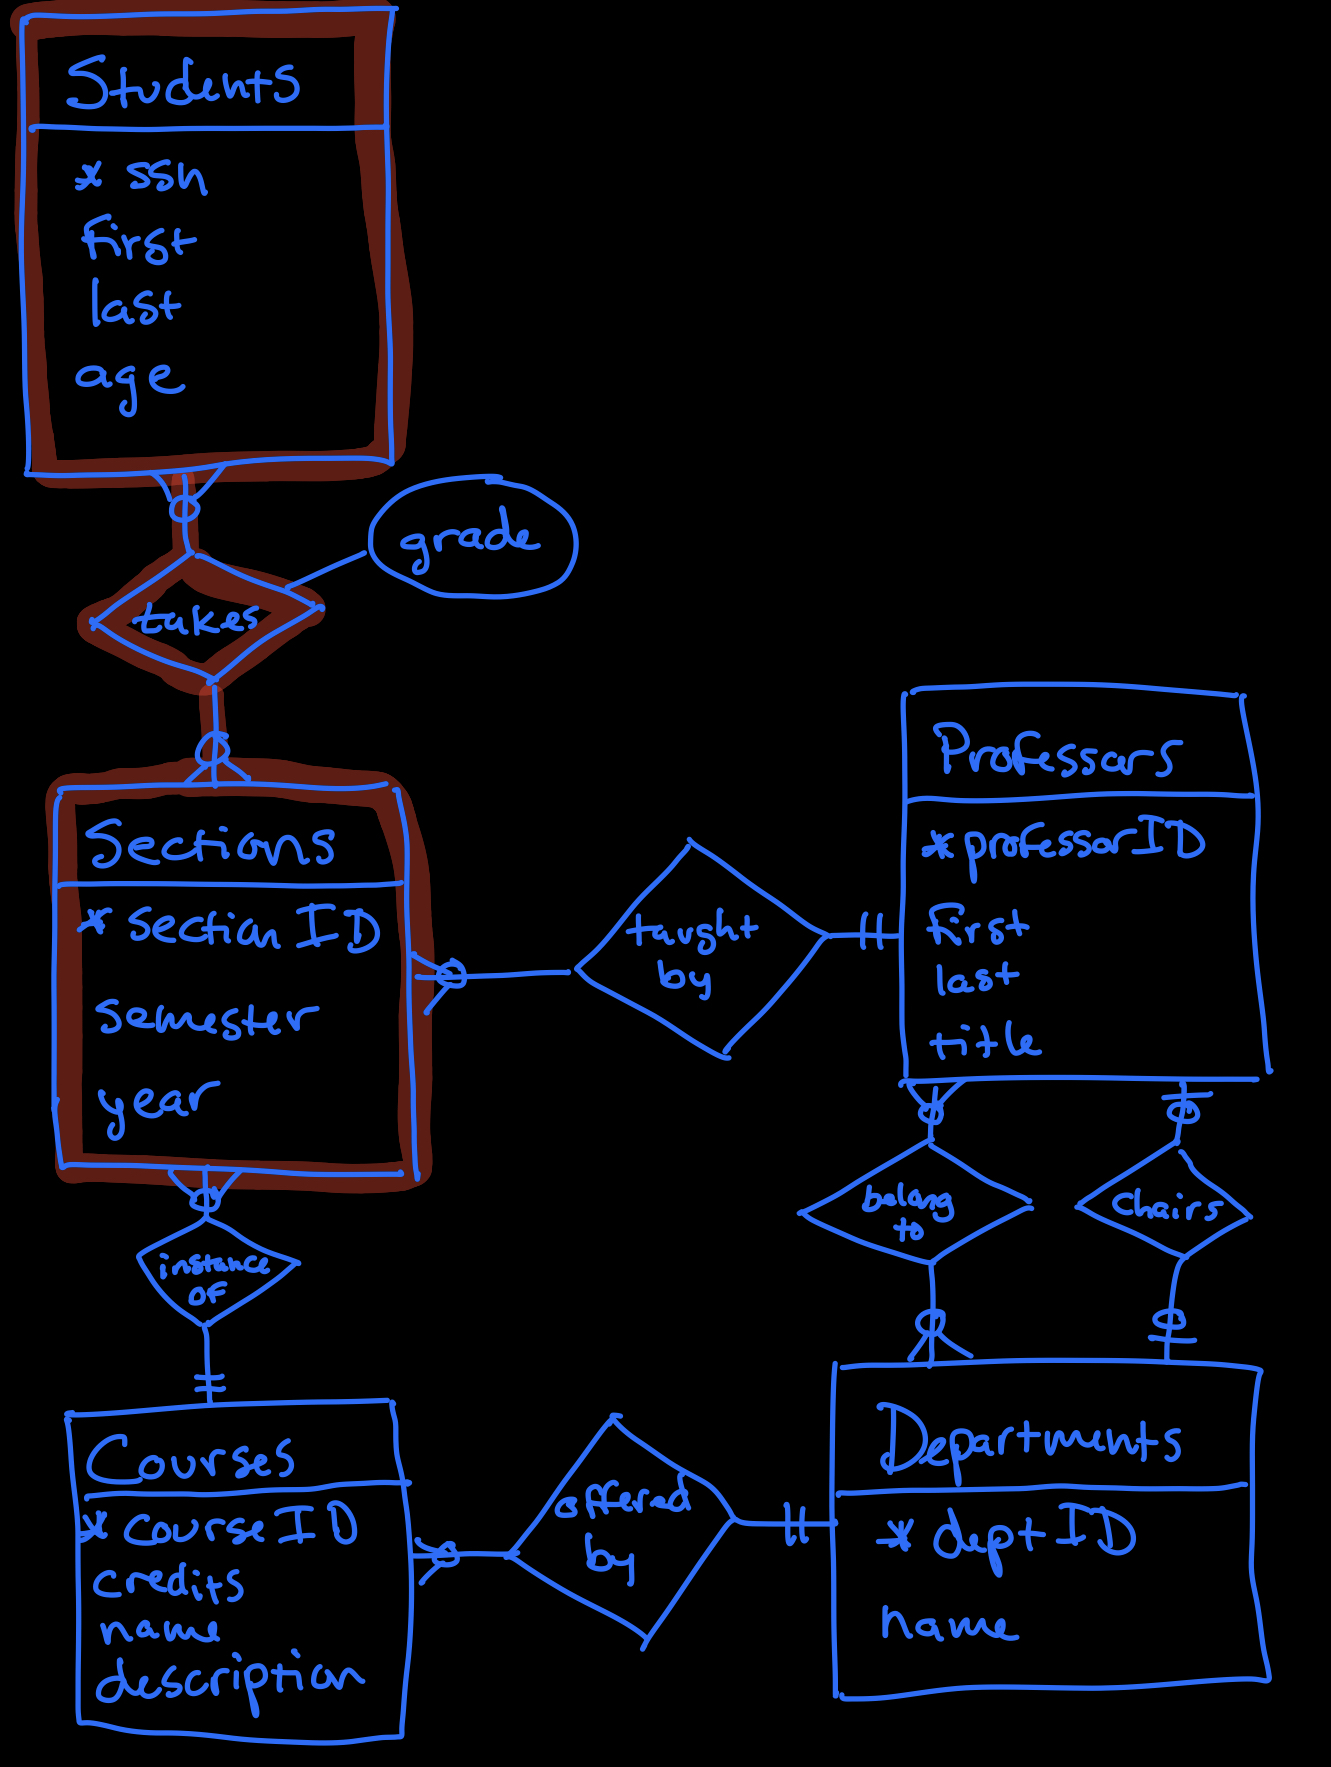 Students
* ssn
first
last
age
grade
takes
Sections
* section ID
semester
year
taught
by
Professors
* professorID
first
last
title
belong
to
chairs
instance
of
Courses
* course ID
credits
name
description
offered
by
Departments
* dept ID
name